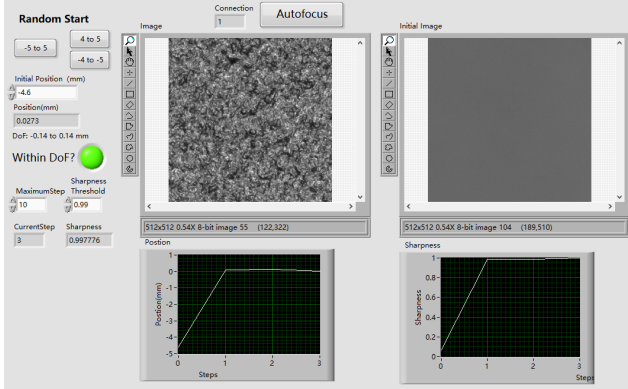 Random Start
-5 to 5
4 to 5
-4 to -5
Initial Position (mm)
-4.6
Position(mm)
0.0273
DoF: -0.14 to 0.14 mm
Within DoF?
MaximumStep
10
Sharpness
Threshold
0.99
CurrentStep
3
Sharpness
0.997776
Connection
1
Autofocus
Image
512x512 0.54X 8-bit image 55 (122,322)
Initial Image
512x512 0.54X 8-bit image 104 (189,510)
Postion
Postion(mm)
1
0
-1
-2
-3
-4
-5
0 1 2 3
Steps
Sharpness
Sharpness
1
0.8
0.6
0.4
0.2
0
0 1 2 3
Steps